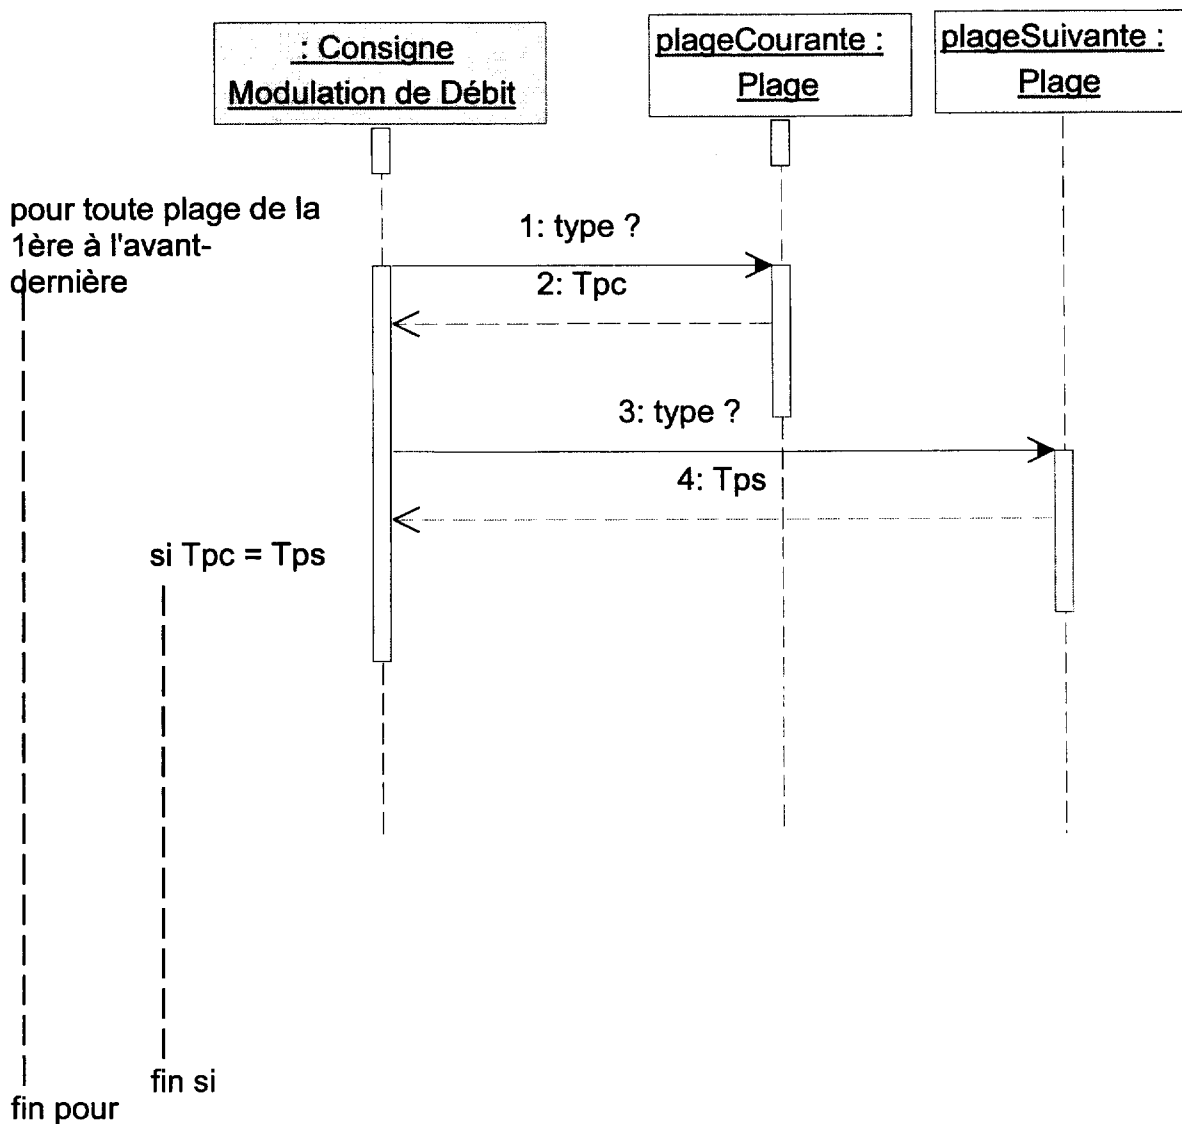 : Consigne
Modulation de Débit
plageCourante :
Plage
plageSuivante :
Plage
pour toute plage de la
1ère à l'avant-
dernière
1: type ?
2: Tpc
3: type ?
4: Tps
si Tpc = Tps
fin si
fin pour